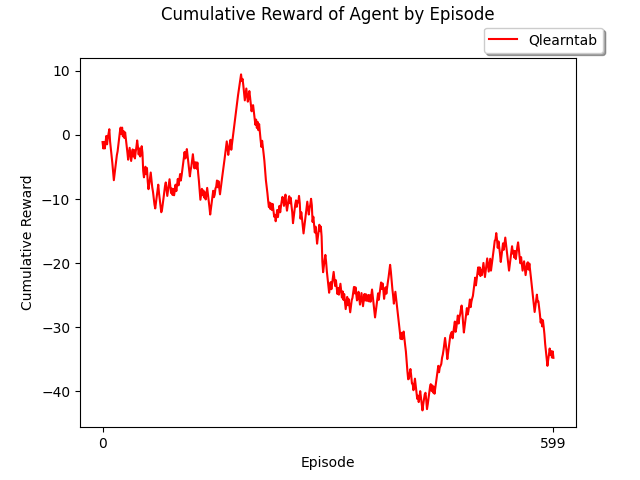 Cumulative Reward of Agent by Episode
Qlearntab
10
0
−10
−20
−30
−40
Cumulative Reward
0
599
Episode